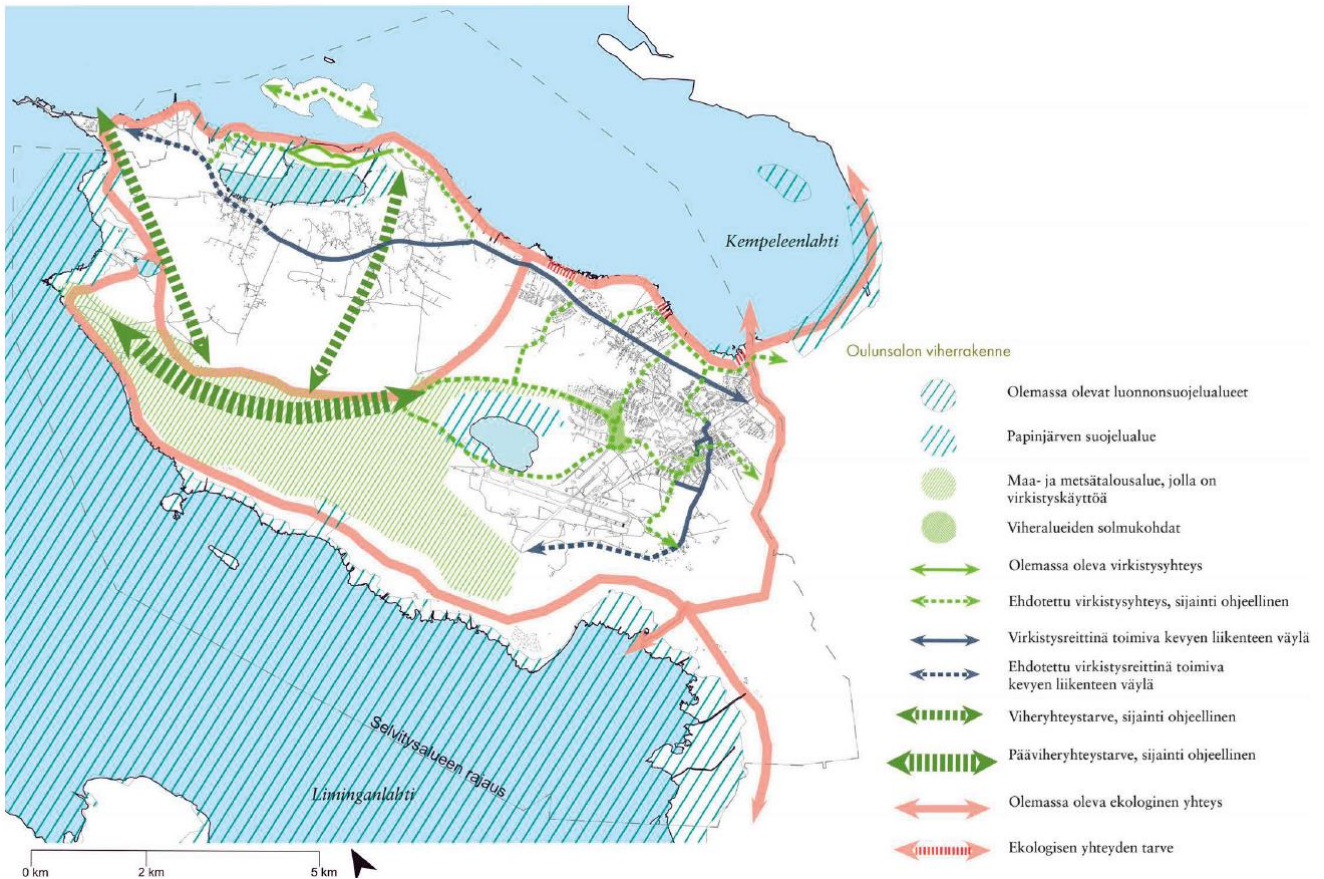 Kempeleenlahti
Oulunsalon viherrakenne
Olemassa olevat luonnonsuojelualueet
Papinjärven suojelualue
Maa- ja metsätalousalue, jolla on
virkistyskäyttöä
Viheralueiden solmukohdat
Olemassa oleva virkistysyhteys
Ehdotettu virkistysyhteys, sijainti ohjeellinen
Virkistysreittinä toimiva kevyen liikenteen väylä
Ehdotettu virkistysreittinä toimiva
kevyen liikenteen väylä
Viheryhteystarve, sijainti ohjeellinen
Pääviheryhteystarve, sijainti ohjeellinen
Olemassa oleva ekologinen yhteys
Ekologisen yhteyden tarve
Selvitysalueen rajaus
Liminganlahti
0 km 2 km 5 km